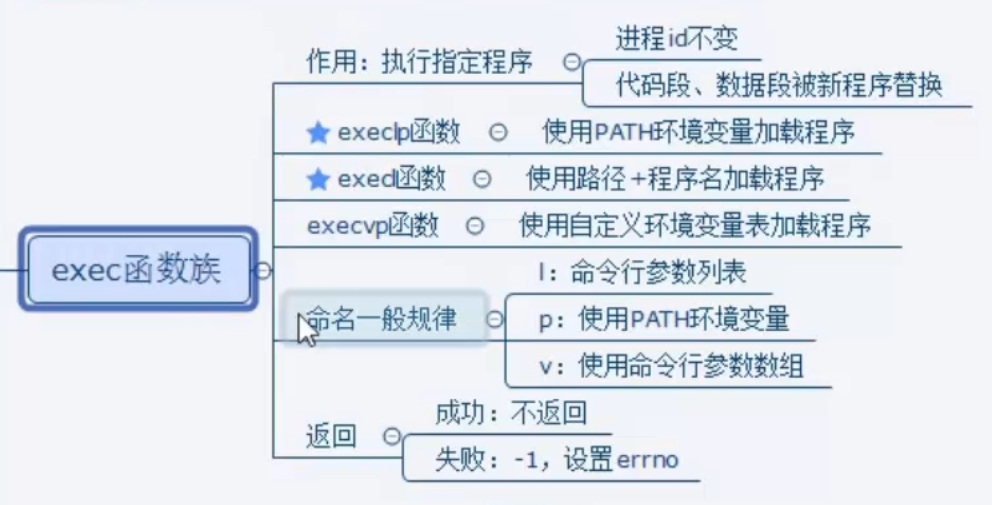 exec函数族
作用：执行指定程序
进程id不变
代码段、数据段被新程序替换
execlp函数
使用PATH环境变量加载程序
execl函数
使用路径+程序名加载程序
execvp函数
使用自定义环境变量表加载程序
命名一般规律
l：命令行参数列表
p：使用PATH环境变量
v：使用命令行参数数组
返回
成功：不返回
失败：-1，设置errno